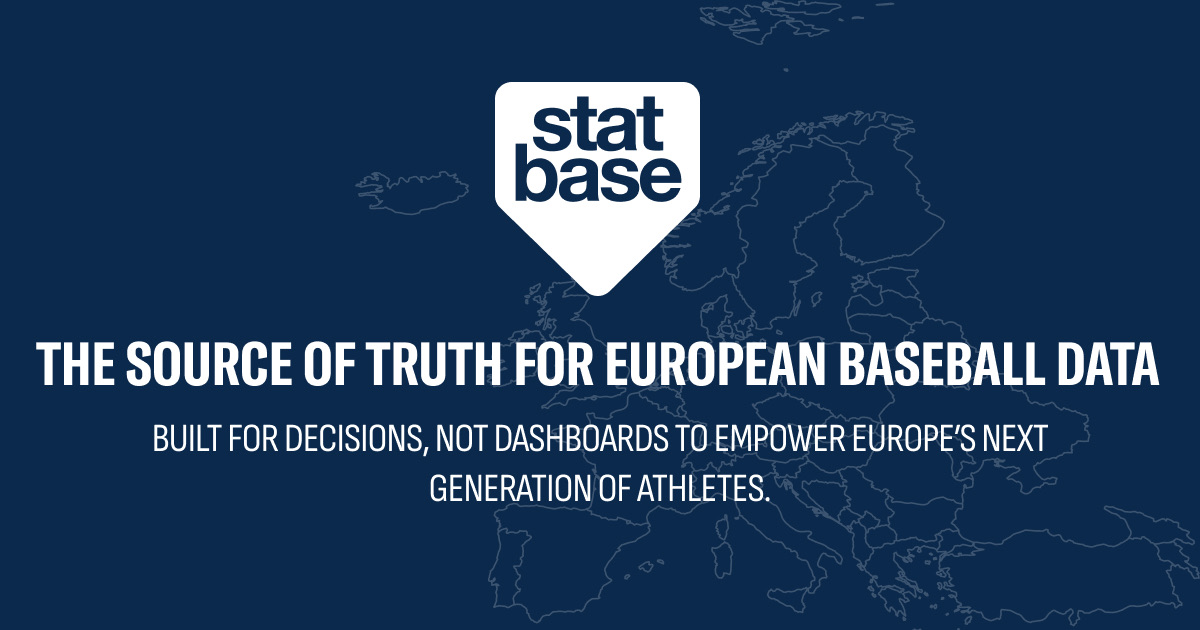 stat
base
THE SOURCE OF TRUTH FOR EUROPEAN BASEBALL DATA
BUILT FOR DECISIONS, NOT DASHBOARDS TO EMPOWER EUROPE’S NEXT
GENERATION OF ATHLETES.